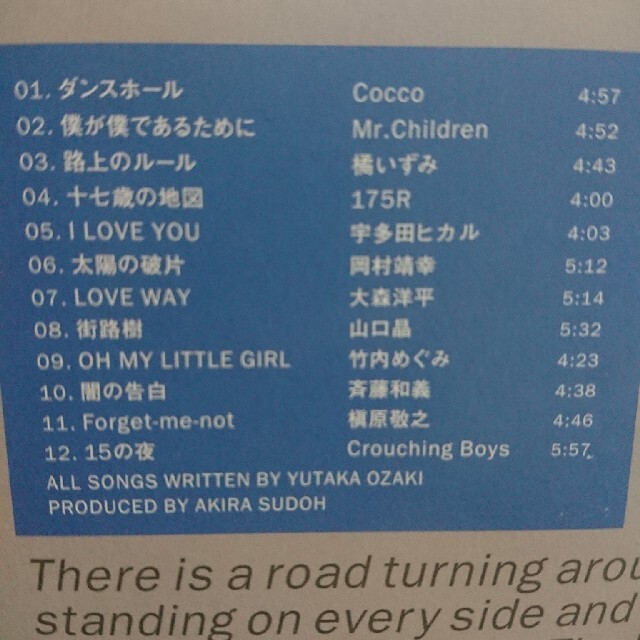 01. ダンスホール Cocco 4:57
02. 僕が僕であるために Mr.Children 4:52
03. 路上のルール 橘いずみ 4:43
04. 十七歳の地図 175R 4:00
05. I LOVE YOU 宇多田ヒカル 4:03
06. 太陽の破片 岡村靖幸 5:12
07. LOVE WAY 大森洋平 5:14
08. 街路樹 山口晶 5:32
09. OH MY LITTLE GIRL 竹内めぐみ 4:23
10. 闇の告白 斉藤和義 4:38
11. Forget-me-not 槇原敬之 4:46
12. 15の夜 Crouching Boys 5:57
ALL SONGS WRITTEN BY YUTAKA OZAKI
PRODUCED BY AKIRA SUDOH
There is a road turning arou
standing on every side and